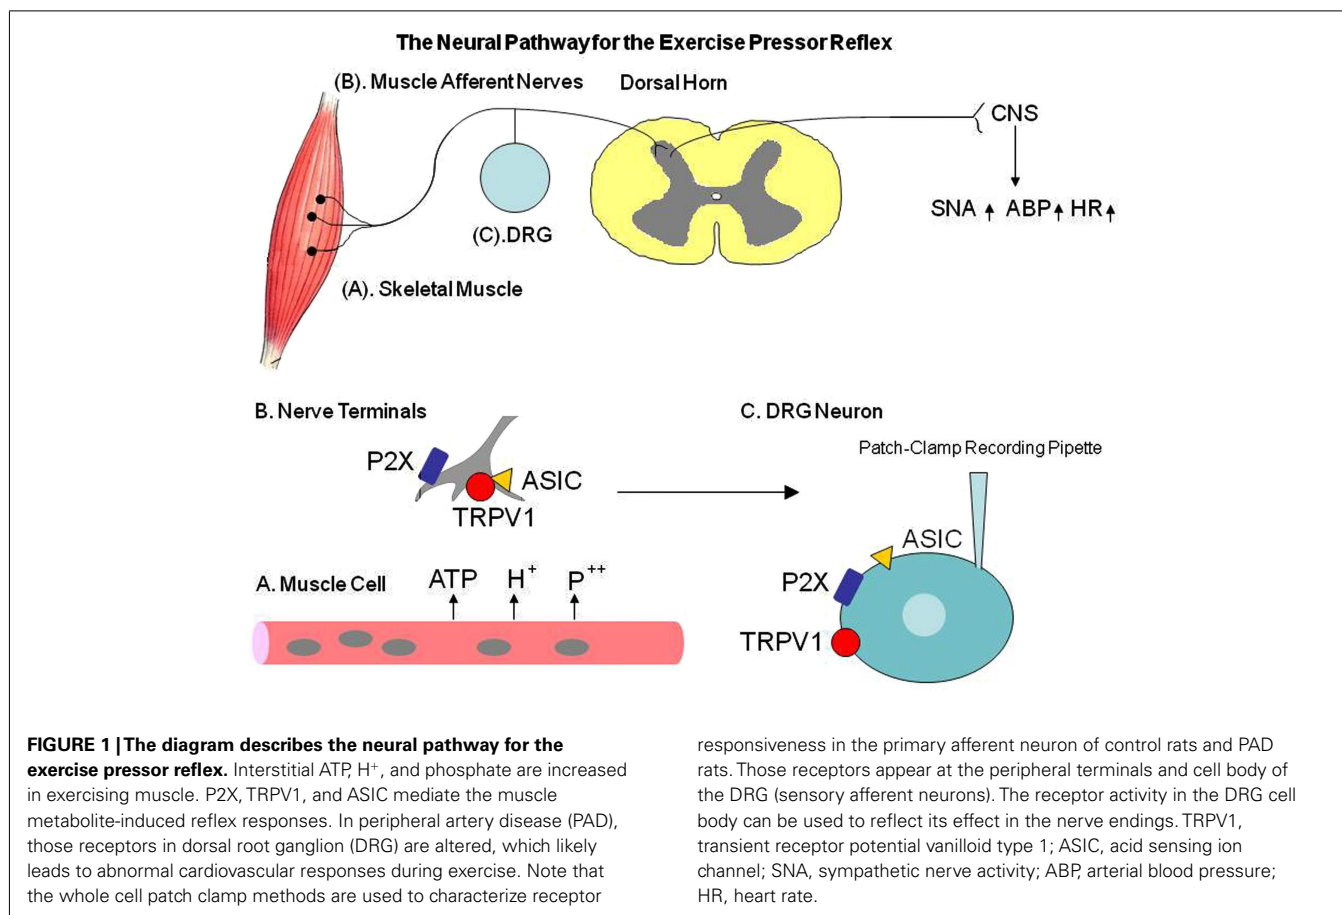 The Neural Pathway for the Exercise Pressor Reflex
(B). Muscle Afferent Nerves
Dorsal Horn
CNS
SNA ABP HR
(C).DRG
(A). Skeletal Muscle
B. Nerve Terminals
P2X
ASIC
TRPV1
A. Muscle Cell
ATP H+ P++
C. DRG Neuron
Patch-Clamp Recording Pipette
ASIC
P2X
TRPV1
FIGURE 1 | The diagram describes the neural pathway for the
exercise pressor reflex. Interstitial ATP, H+, and phosphate are increased
in exercising muscle. P2X, TRPV1, and ASIC mediate the muscle
metabolite-induced reflex responses. In peripheral artery disease (PAD),
those receptors in dorsal root ganglion (DRG) are altered, which likely
leads to abnormal cardiovascular responses during exercise. Note that
the whole cell patch clamp methods are used to characterize receptor
responsiveness in the primary afferent neuron of control rats and PAD
rats. Those receptors appear at the peripheral terminals and cell body of
the DRG (sensory afferent neurons). The receptor activity in the DRG cell
body can be used to reflect its effect in the nerve endings. TRPV1,
transient receptor potential vanilloid type 1; ASIC, acid sensing ion
channel; SNA, sympathetic nerve activity; ABP, arterial blood pressure;
HR, heart rate.